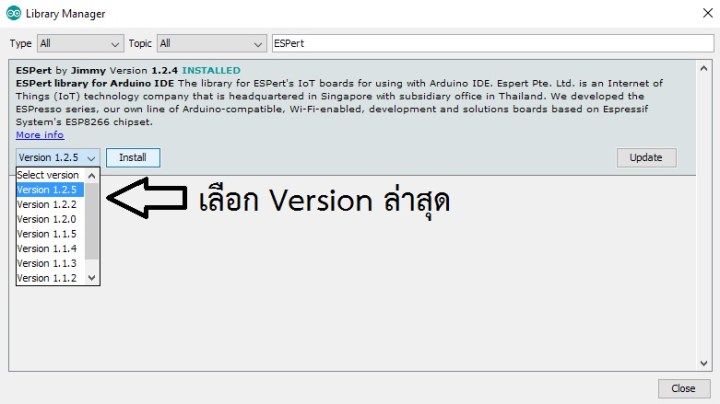 Library Manager
Type All Topic All ESPert
ESPert by Jimmy Version 1.2.4 INSTALLED
ESPert library for Arduino IDE The library for ESPert's IoT boards for using with Arduino IDE. Espert Pte. Ltd. is an Internet of
Things (IoT) technology company that is headquartered in Singapore with subsidiary office in Thailand. We developed the
ESPresso series, our own line of Arduino-compatible, Wi-Fi-enabled, development and solutions boards based on Espressif
System's ESP8266 chipset.
More info
Version 1.2.5 Install Update
Select version
Version 1.2.5
Version 1.2.2
Version 1.2.0
Version 1.1.5
Version 1.1.4
Version 1.1.3
Version 1.1.2
เลือก Version ล่าสุด
Close